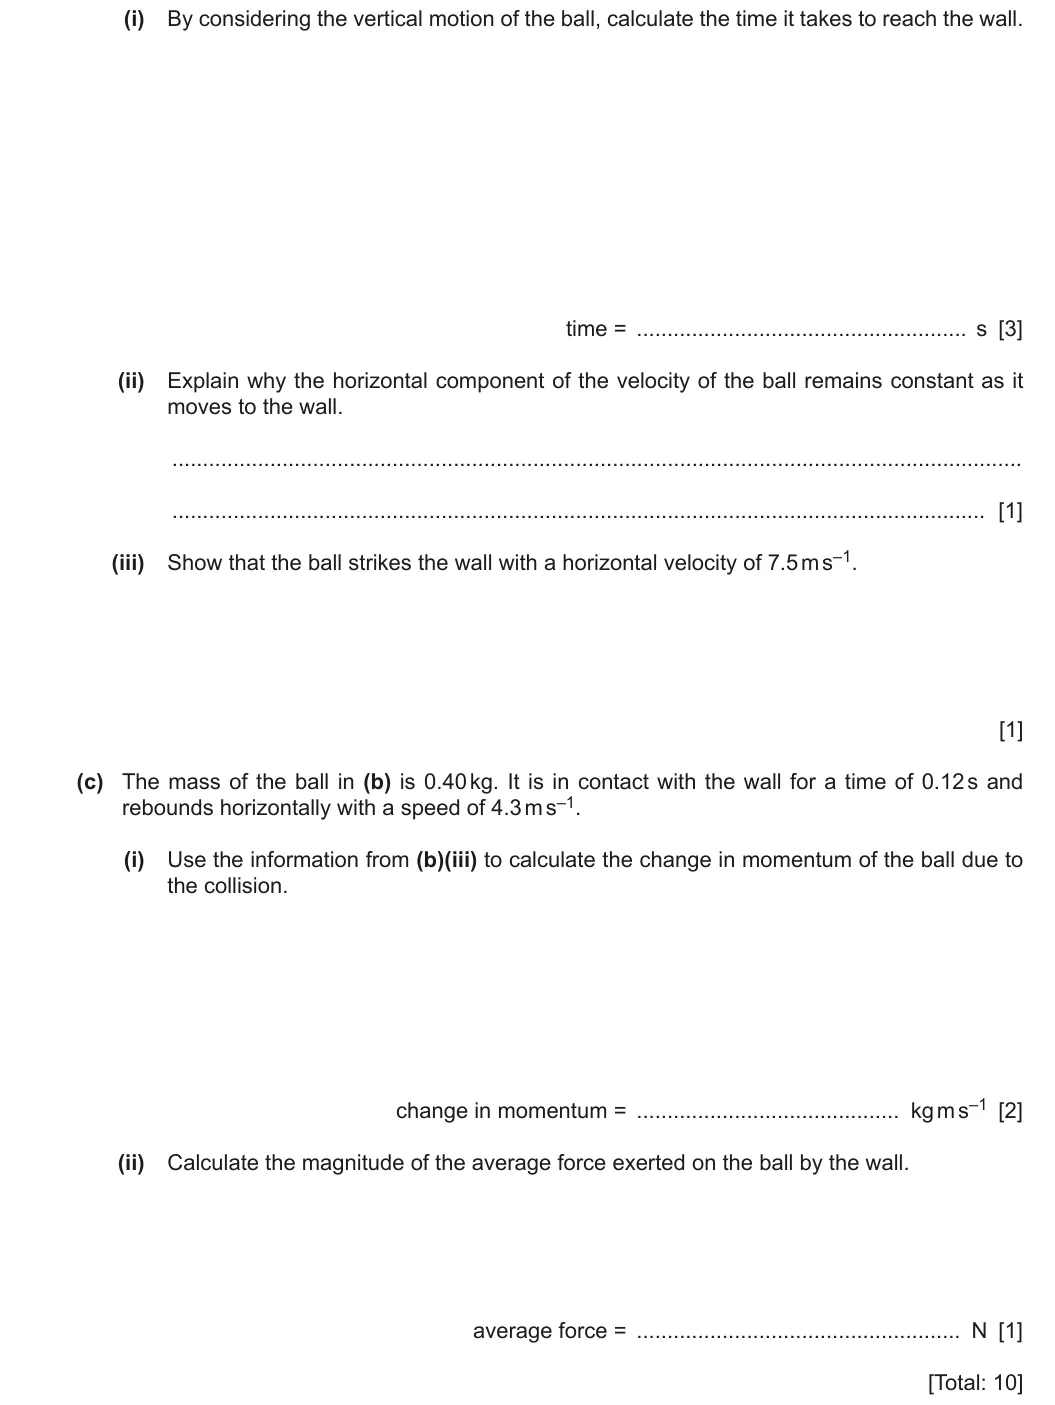 (i) By considering the vertical motion of the ball, calculate the time it takes to reach the wall.
time = ...................................................... s [3]
(ii) Explain why the horizontal component of the velocity of the ball remains constant as it
moves to the wall.
...........................................................................................................................................
..................................................................................................................................... [1]
(iii) Show that the ball strikes the wall with a horizontal velocity of 7.5 m s⁻¹.
[1]
(c) The mass of the ball in (b) is 0.40 kg. It is in contact with the wall for a time of 0.12 s and
rebounds horizontally with a speed of 4.3 m s⁻¹.
(i) Use the information from (b)(iii) to calculate the change in momentum of the ball due to
the collision.
change in momentum = ........................................... kg m s⁻¹ [2]
(ii) Calculate the magnitude of the average force exerted on the ball by the wall.
average force = ..................................................... N [1]
[Total: 10]